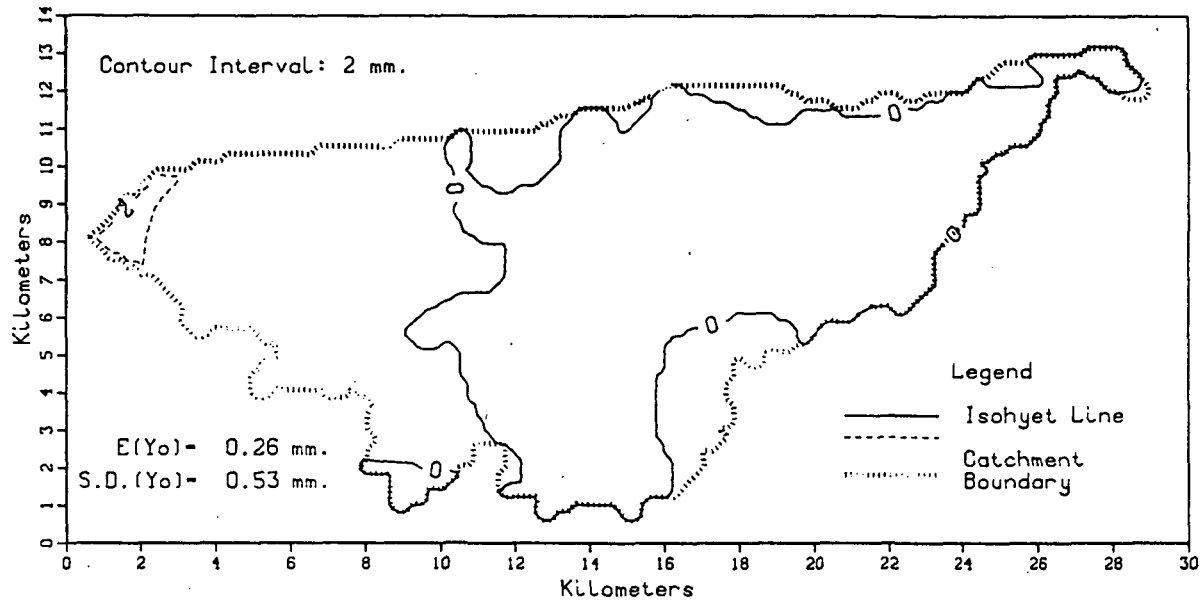 Contour Interval: 2 mm.
2
0
0
0
0
0
E(Yo)= 0.26 mm.
S.D.(Yo)= 0.53 mm.
Legend
Isohyet Line
Catchment
Boundary
14
13
12
11
10
9
8
7
6
5
4
3
2
1
0
Kilometers
0 2 4 6 8 10 12 14 16 18 20 22 24 26 28 30
Kilometers